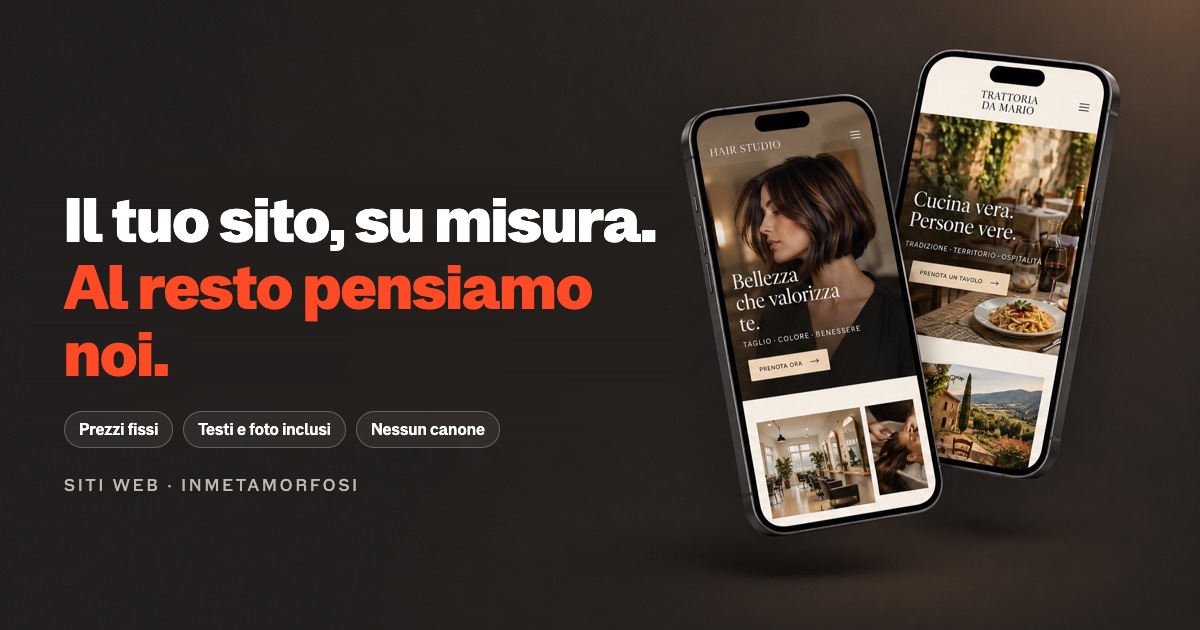 Il tuo sito, su misura.
Al resto pensiamo
noi.
Prezzi fissi
Testi e foto inclusi
Nessun canone
SITI WEB · INMETAMORFOSI
HAIR STUDIO
Bellezza
che valorizza
te.
TAGLIO · COLORE · BENESSERE
PRENOTA ORA →
TRATTORIA
DA MARIO
Cucina vera.
Persone vere.
TRADIZIONE · TERRITORIO · OSPITALITÀ
PRENOTA UN TAVOLO →